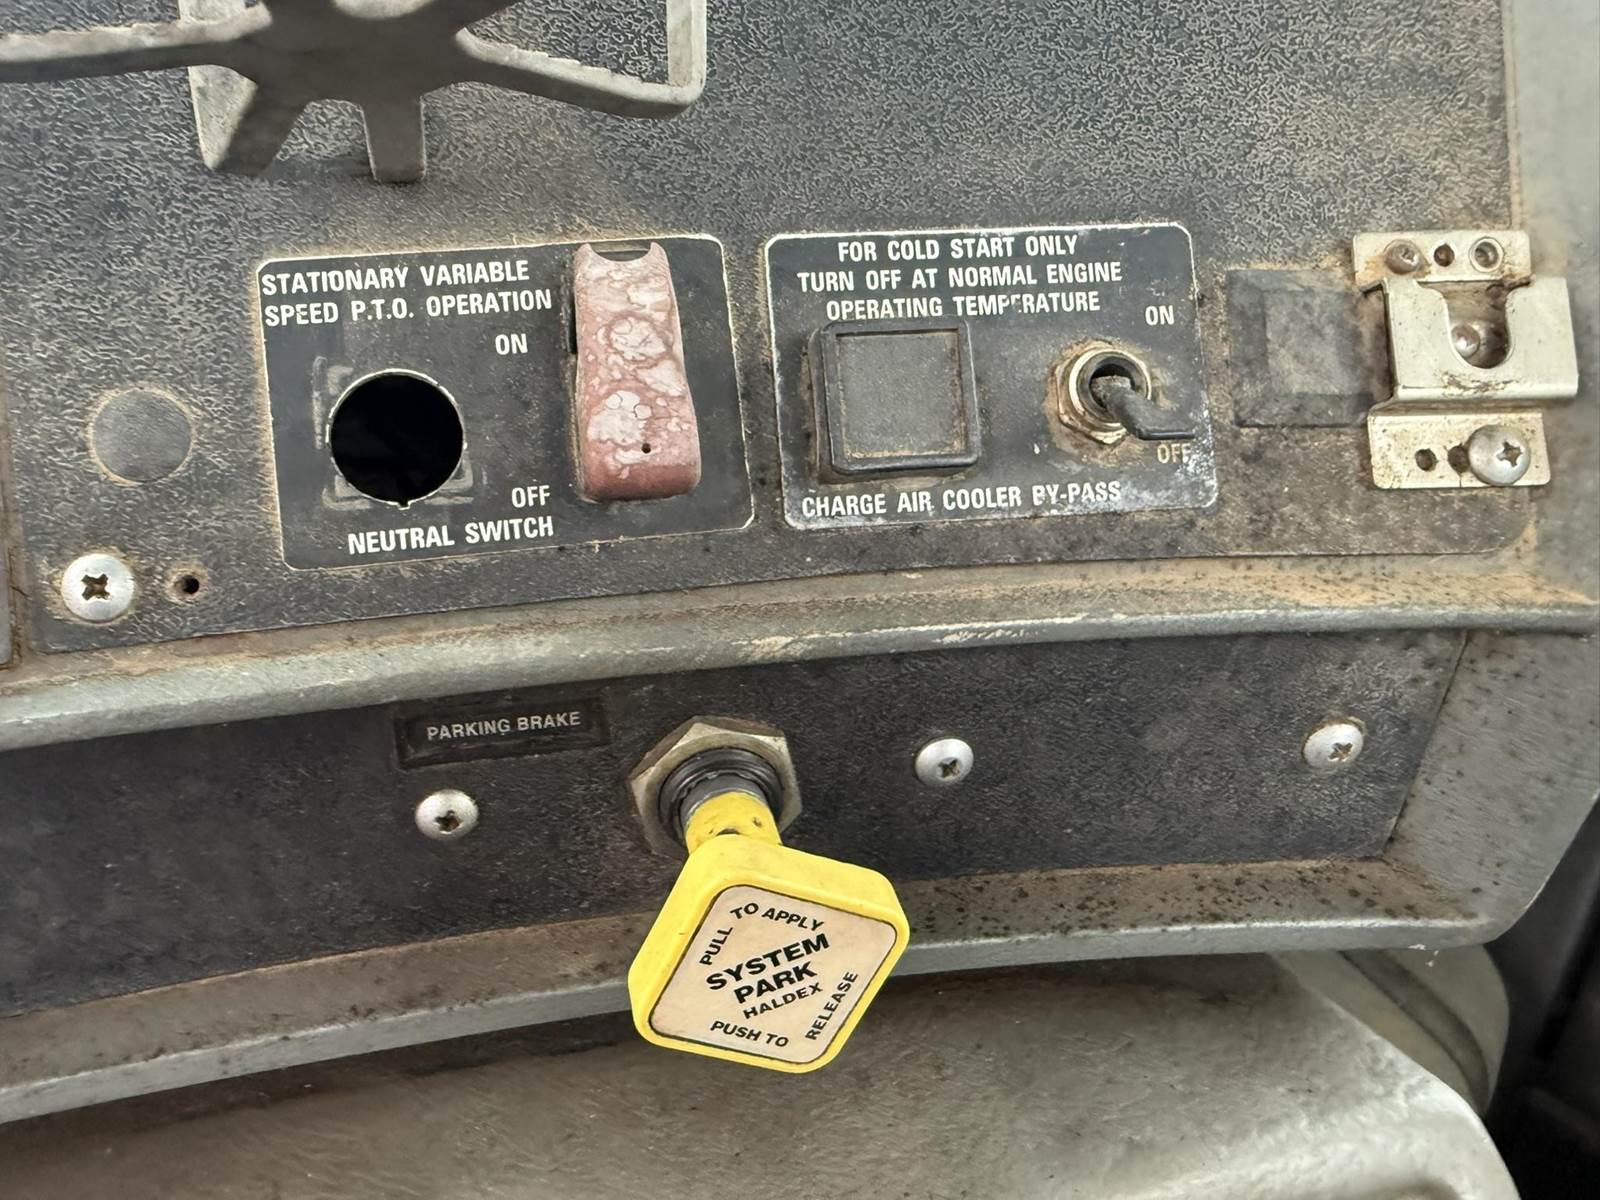 STATIONARY VARIABLE
SPEED P.T.O. OPERATION
ON
OFF
NEUTRAL SWITCH
FOR COLD START ONLY
TURN OFF AT NORMAL ENGINE
OPERATING TEMPERATURE
ON
OFF
CHARGE AIR COOLER BY-PASS
PARKING BRAKE
PULL TO APPLY
SYSTEM
PARK
HALDEX
PUSH TO RELEASE